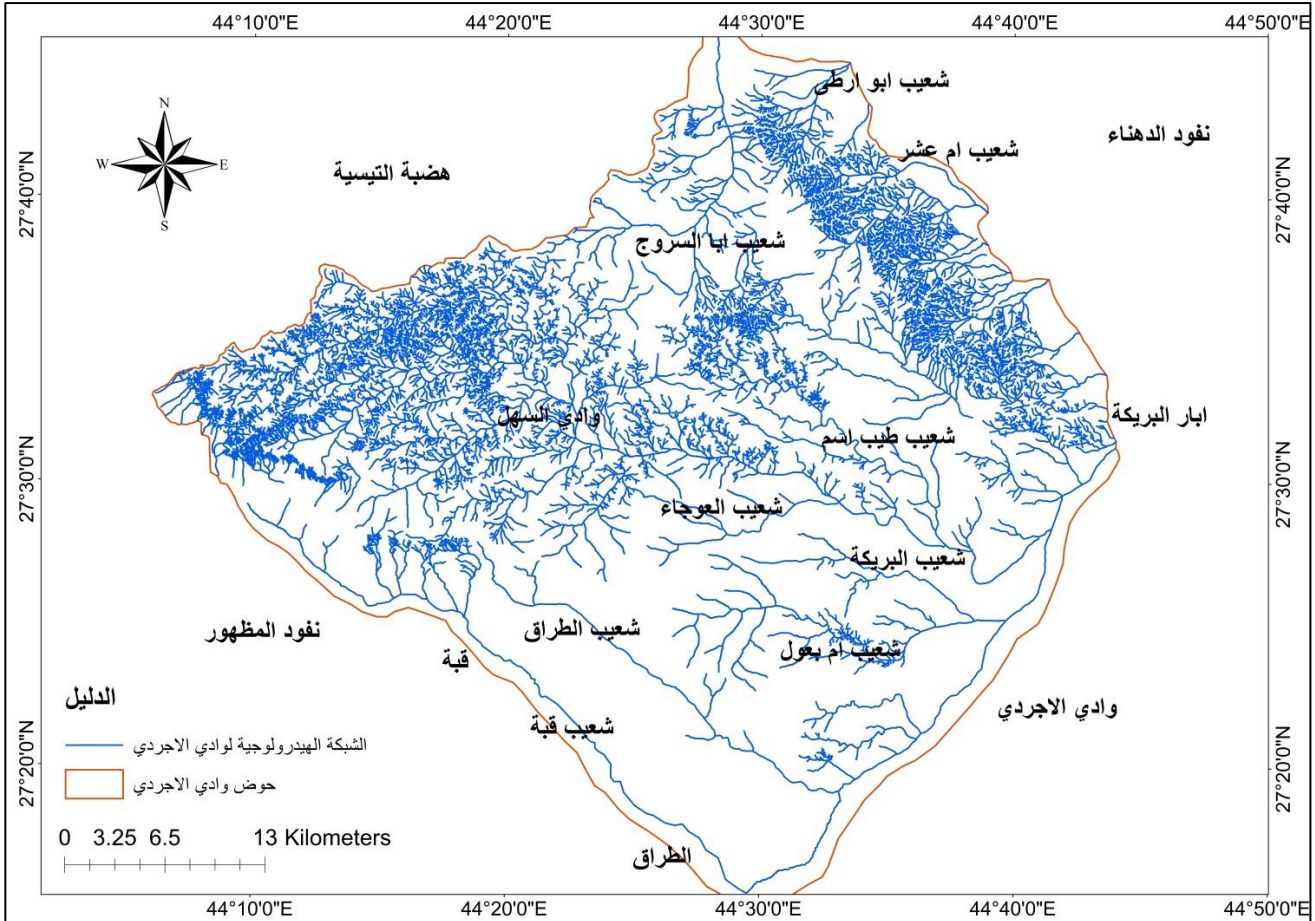 44°10'0"E 44°20'0"E 44°30'0"E 44°40'0"E 44°50'0"E
شعيب ابو ارطى
نفود الدهناء
شعيب ام عشر
N
W E
S
هضبة التيسية
27°40'0"N
27°40'0"N
شعيب ابا السروج
ابار البريكة
وادي السهل
شعيب طيب اسم
27°30'0"N
27°30'0"N
شعيب العوجاء
شعيب البريكة
نفود المظهور
شعيب الطراق
شعيب ام بعول
قبة
وادي الاجردي
شعيب قبة
27°20'0"N
27°20'0"N
الطراق
الدليل
الشبكة الهيدرولوجية لوادي الاجردي
حوض وادي الاجردي
0 3.25 6.5 13 Kilometers
44°10'0"E 44°20'0"E 44°30'0"E 44°40'0"E